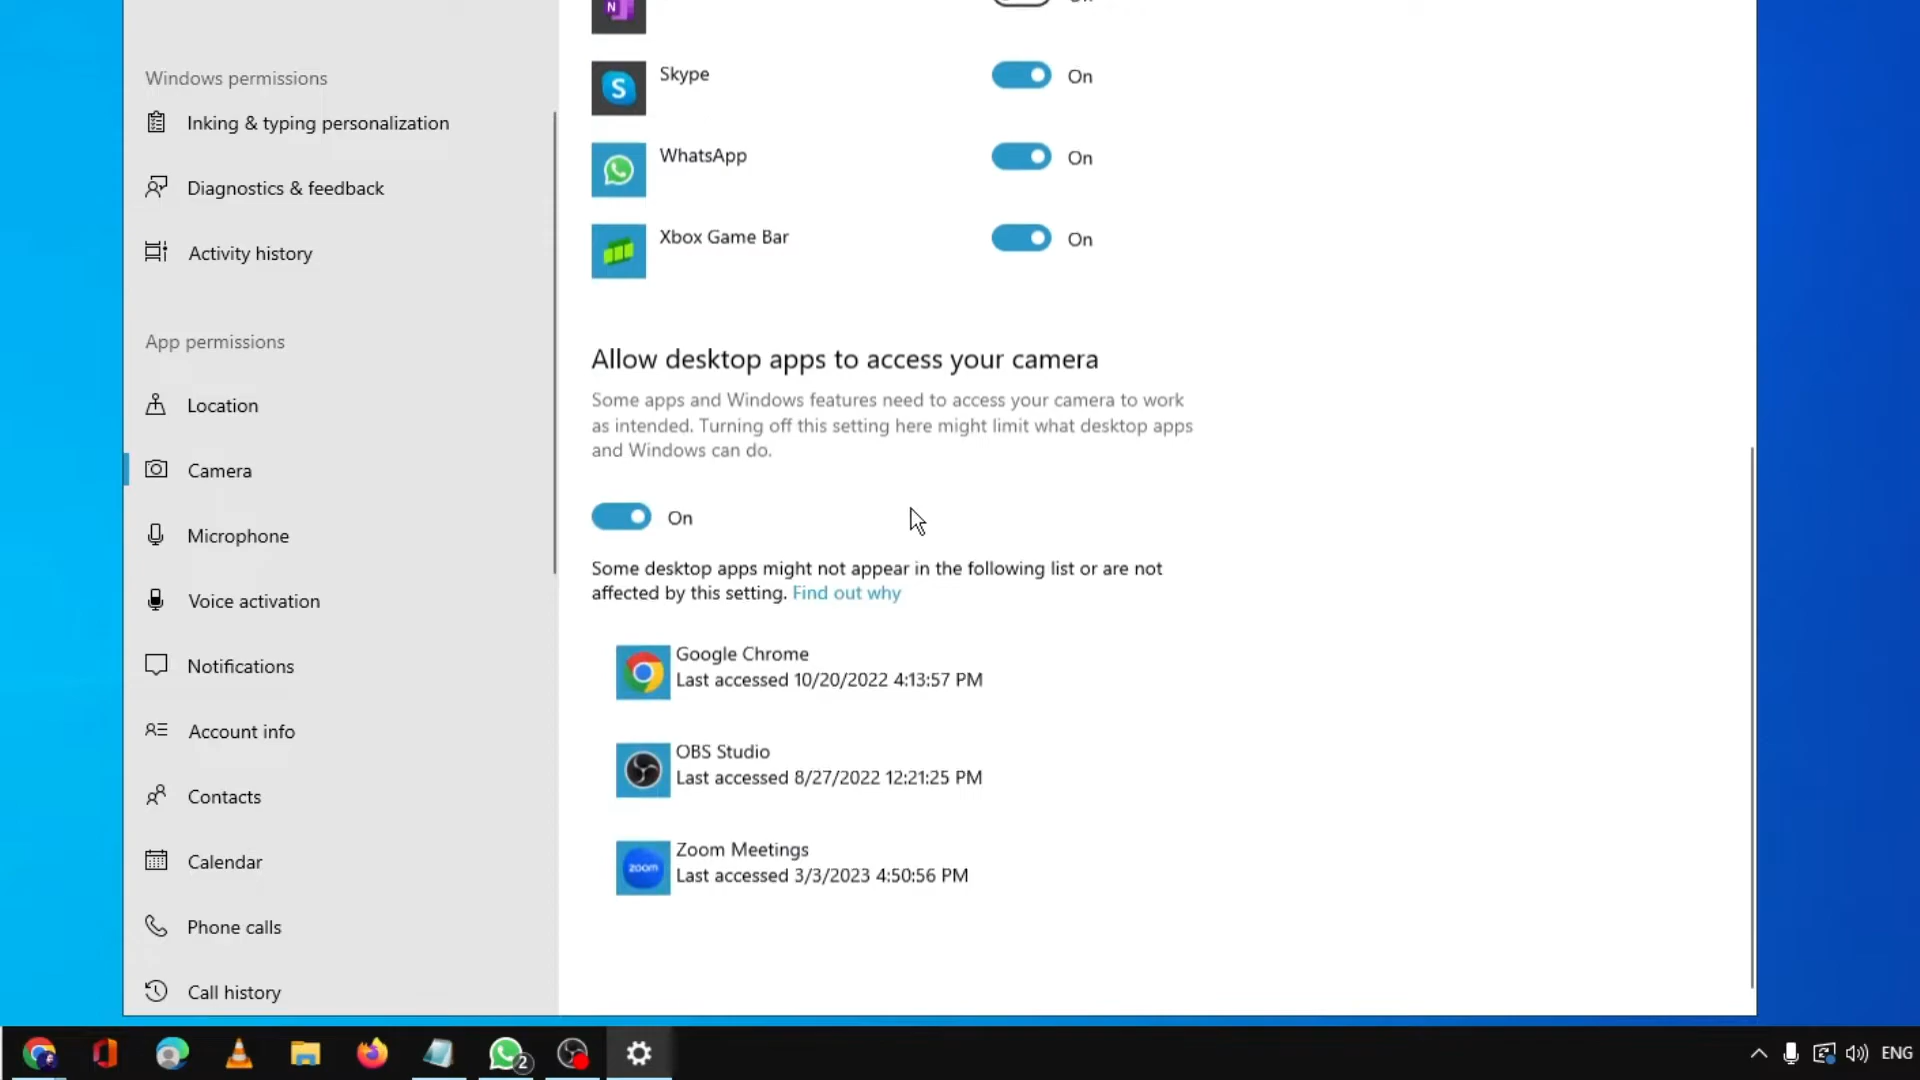 Windows permissions
Inking & typing personalization
Diagnostics & feedback
Activity history
App permissions
Location
Camera
Microphone
Voice activation
Notifications
Account info
Contacts
Calendar
Phone calls
Call history
N
S
Skype
On
WhatsApp
On
Xbox Game Bar
On
Allow desktop apps to access your camera
Some apps and Windows features need to access your camera to work
as intended. Turning off this setting here might limit what desktop apps
and Windows can do.
On
Some desktop apps might not appear in the following list or are not
affected by this setting. Find out why
Google Chrome
Last accessed 10/20/2022 4:13:57 PM
OBS Studio
Last accessed 8/27/2022 12:21:25 PM
zoom
Zoom Meetings
Last accessed 3/3/2023 4:50:56 PM
2
ENG